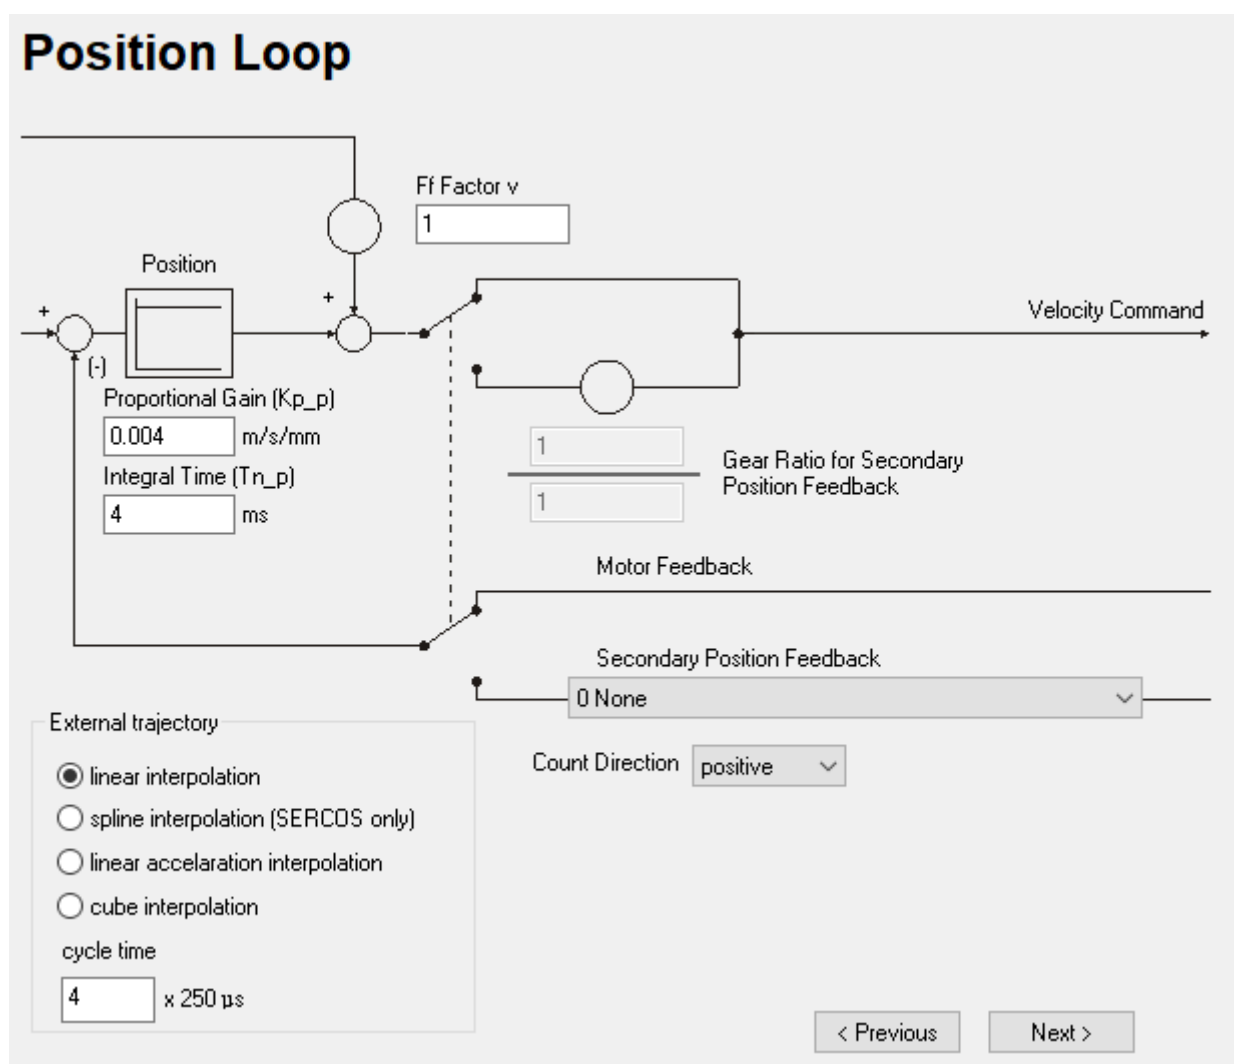 Position Loop
Ff Factor v
1
Position
+
+
Velocity Command
(-)
Proportional Gain (Kp_p)
0.004 m/s/mm
1
Gear Ratio for Secondary
Position Feedback
Integral Time (Tn_p)
4 ms
1
Motor Feedback
Secondary Position Feedback
0 None
External trajectory
Count Direction positive
linear interpolation
spline interpolation (SERCOS only)
linear accelaration interpolation
cube interpolation
cycle time
4 x 250 µs
< Previous
Next >